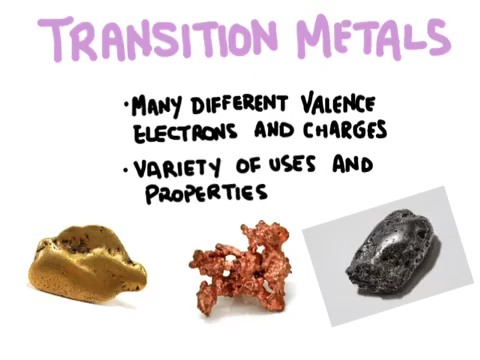 TRANSITION METALS
• MANY DIFFERENT VALENCE
ELECTRONS AND CHARGES
• VARIETY OF USES AND
PROPERTIES